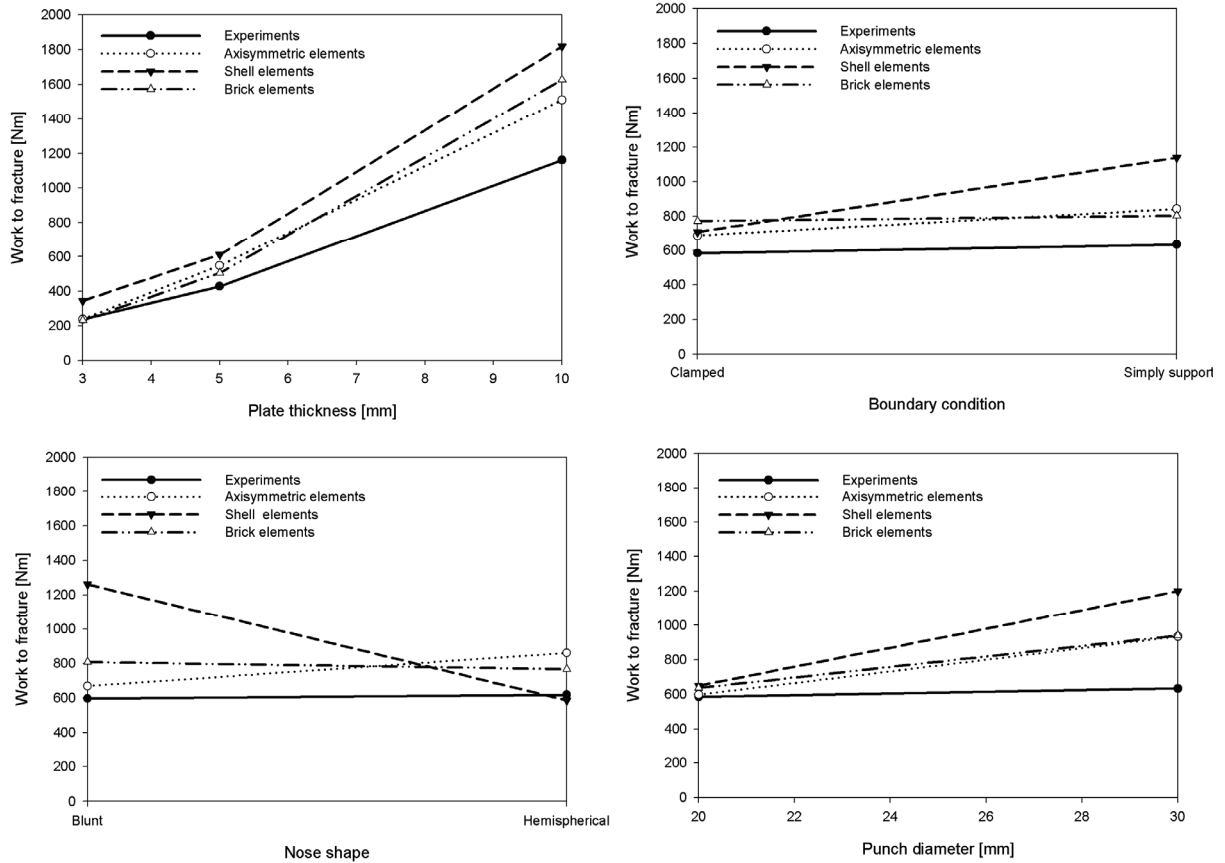 Work to fracture [Nm]
2000
1800
1600
1400
1200
1000
800
600
400
200
0
Experiments
Axisymmetric elements
Shell elements
Brick elements
3 4 5 6 7 8 9 10
Plate thickness [mm]
Work to fracture [Nm]
2000
1800
1600
1400
1200
1000
800
600
400
200
0
Experiments
Axisymmetric elements
Shell elements
Brick elements
Clamped Simply support
Boundary condition
Work to fracture [Nm]
2000
1800
1600
1400
1200
1000
800
600
400
200
0
Experiments
Axisymmetric elements
Shell elements
Brick elements
Blunt Hemispherical
Nose shape
Work to fracture [Nm]
2000
1800
1600
1400
1200
1000
800
600
400
200
0
Experiments
Axisymmetric elements
Shell elements
Brick elements
20 22 24 26 28 30
Punch diameter [mm]